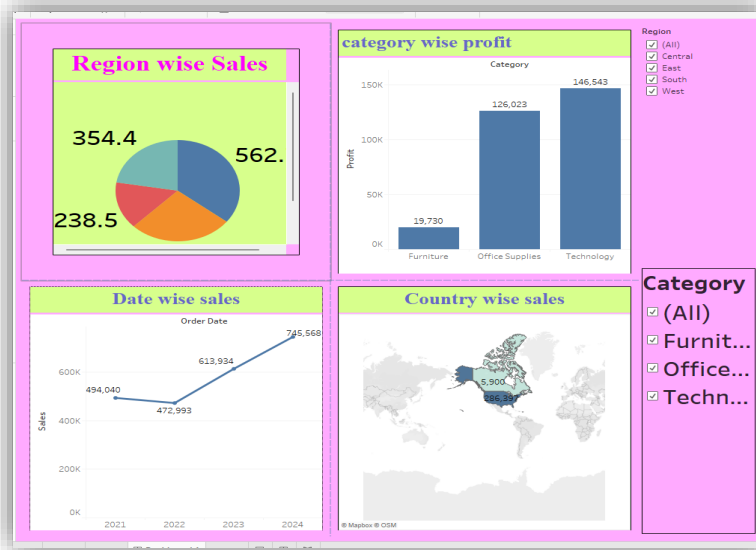 Region wise Sales
354.4
562.
238.5
category wise profit
Category
150K
100K
50K
0K
Profit
19,730
126,023
146,543
Furniture
Office Supplies
Technology
Region
(All)
Central
East
South
West
Date wise sales
Order Date
600K
400K
200K
0K
Sales
494,040
472,993
613,934
745,568
2021
2022
2023
2024
Country wise sales
5,900
286,397
© Mapbox © OSM
Category
(All)
Furnit...
Office...
Techn...